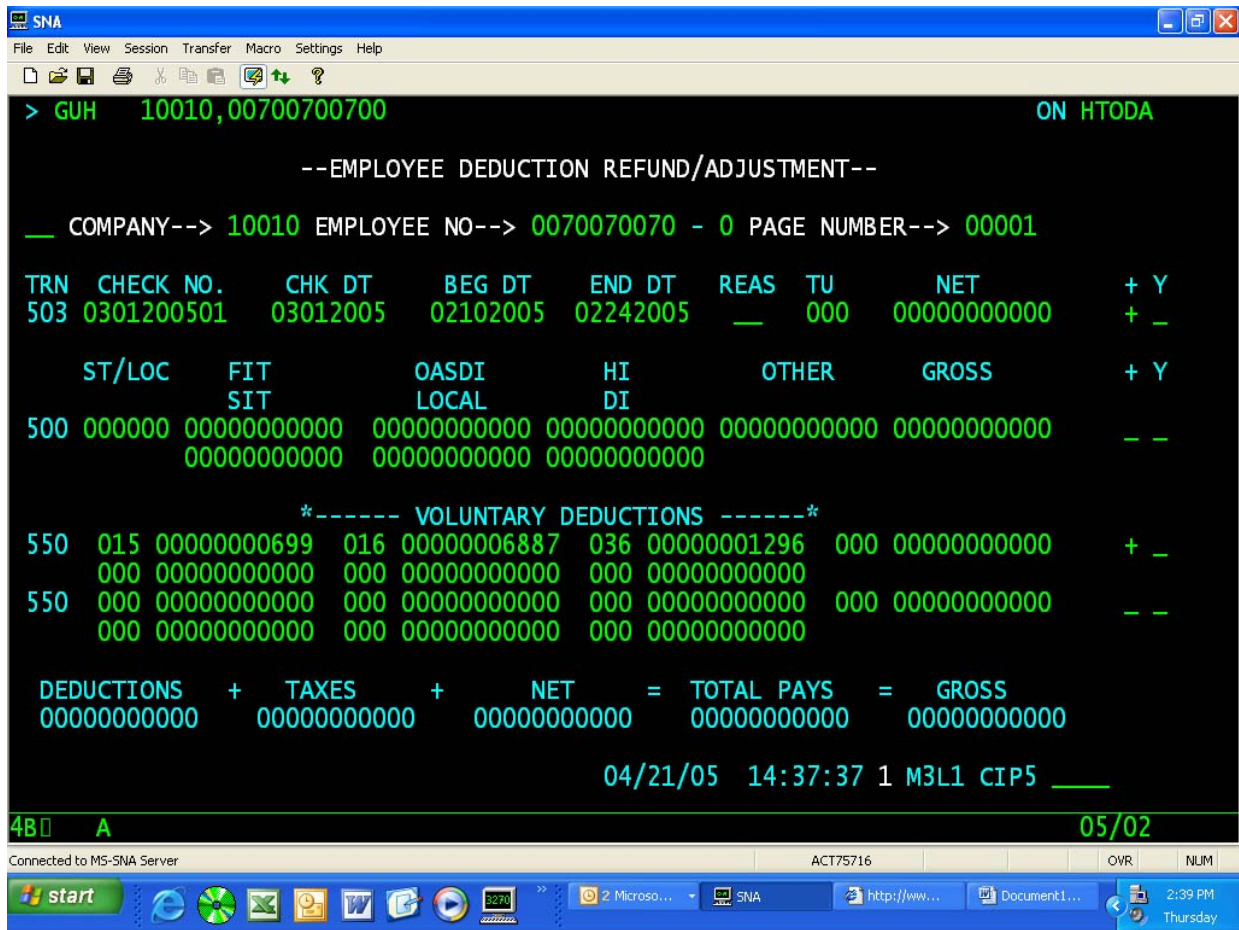 SNA
File Edit View Session Transfer Macro Settings Help
> GUH 10010,00700700700 ON HTODA
--EMPLOYEE DEDUCTION REFUND/ADJUSTMENT--
__ COMPANY--> 10010 EMPLOYEE NO--> 0070070070 - 0 PAGE NUMBER--> 00001
TRN CHECK NO. CHK DT BEG DT END DT REAS TU NET + Y
503 0301200501 03012005 02102005 02242005 __ 000 00000000000 + _
ST/LOC FIT OASDI HI OTHER GROSS + Y
SIT LOCAL DI
500 000000 00000000000 00000000000 00000000000 00000000000 00000000000 _ _
00000000000 00000000000 00000000000
*------ VOLUNTARY DEDUCTIONS ------*
550 015 00000000699 016 00000006887 036 00000001296 000 00000000000 + _
000 00000000000 000 00000000000 000 00000000000
550 000 00000000000 000 00000000000 000 00000000000 000 00000000000 _ _
000 00000000000 000 00000000000 000 00000000000
DEDUCTIONS + TAXES + NET = TOTAL PAYS = GROSS
00000000000 00000000000 00000000000 00000000000 00000000000
04/21/05 14:37:37 1 M3L1 CIP5 ____
4B A 05/02
Connected to MS-SNA Server ACT75716 OVR NUM
start 3270 » 2 Microso... SNA http://ww... Document1... 2:39 PM
Thursday